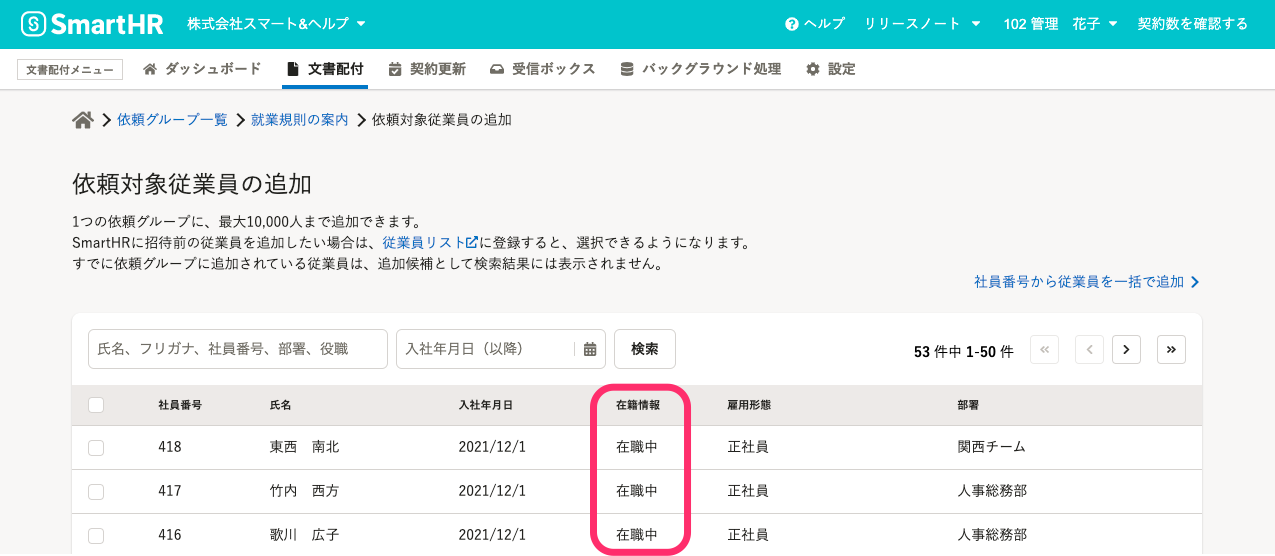 SmartHR 株式会社スマート&ヘルプ ヘルプ リリースノート 102 管理 花子 契約数を確認する
文書配付メニュー ダッシュボード 文書配付 契約更新 受信ボックス バックグラウンド処理 設定
依頼グループ一覧 就業規則の案内 依頼対象従業員の追加
依頼対象従業員の追加
1つの依頼グループに、最大10,000人まで追加できます。
SmartHRに招待前の従業員を追加したい場合は、従業員リストに登録すると、選択できるようになります。
すでに依頼グループに追加されている従業員は、追加候補として検索結果には表示されません。
社員番号から従業員を一括で追加
氏名、フリガナ、社員番号、部署、役職 入社年月日（以降） 検索 53 件中 1-50 件
社員番号 氏名 入社年月日 在籍情報 雇用形態 部署
418 東西　南北 2021/12/1 在職中 正社員 関西チーム
417 竹内　西方 2021/12/1 在職中 正社員 人事総務部
416 歌川　広子 2021/12/1 在職中 正社員 人事総務部